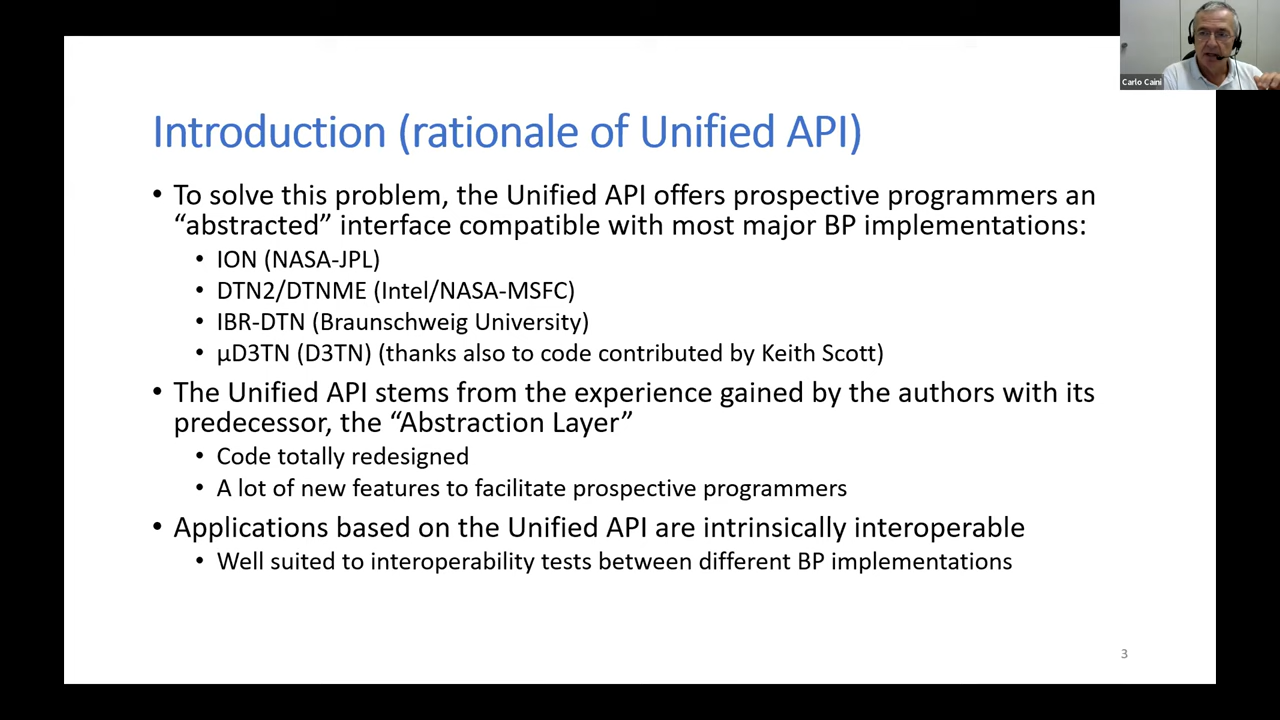 Carlo Caini
Introduction (rationale of Unified API)
• To solve this problem, the Unified API offers prospective programmers an
“abstracted” interface compatible with most major BP implementations:
• ION (NASA-JPL)
• DTN2/DTNME (Intel/NASA-MSFC)
• IBR-DTN (Braunschweig University)
• µD3TN (D3TN) (thanks also to code contributed by Keith Scott)
• The Unified API stems from the experience gained by the authors with its
predecessor, the “Abstraction Layer”
• Code totally redesigned
• A lot of new features to facilitate prospective programmers
• Applications based on the Unified API are intrinsically interoperable
• Well suited to interoperability tests between different BP implementations
3